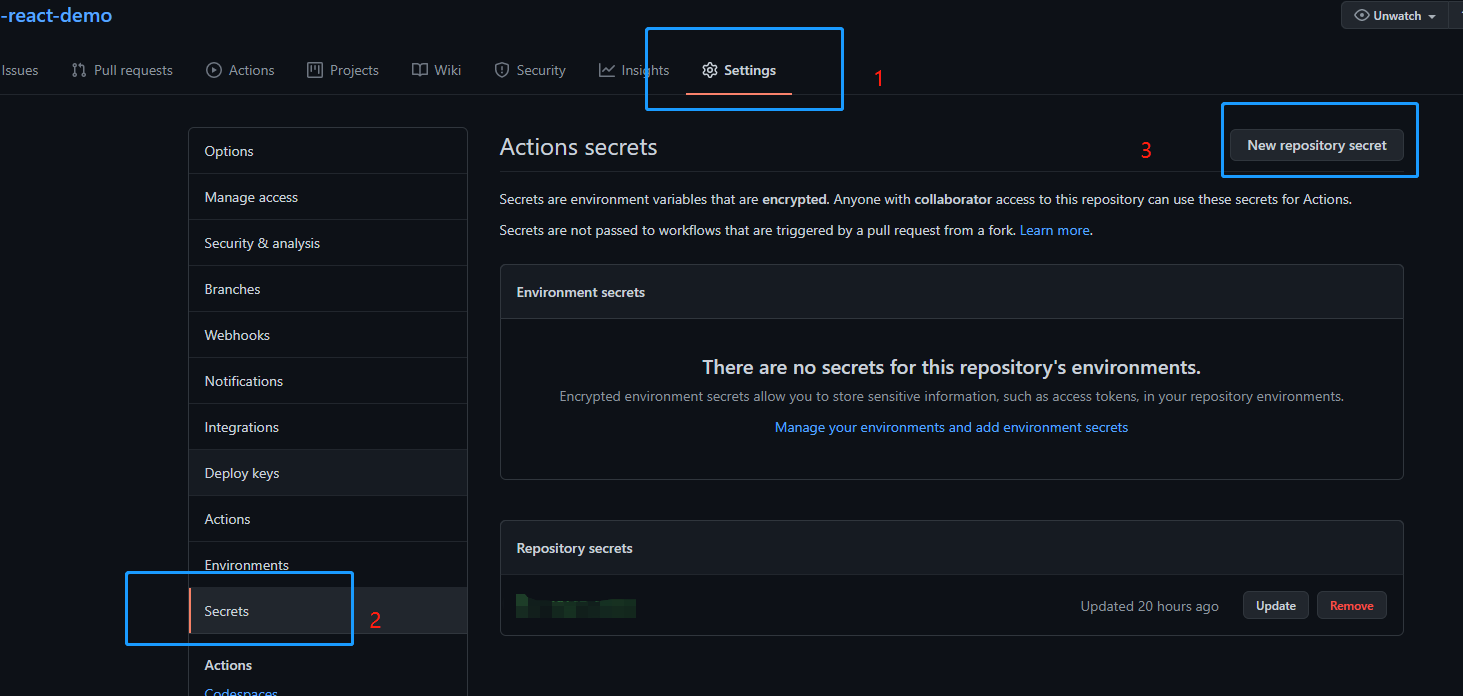 -react-demo
Unwatch
Issues Pull requests Actions Projects Wiki Security Insights Settings
1
Options
Manage access
Security & analysis
Branches
Webhooks
Notifications
Integrations
Deploy keys
Actions
Environments
Secrets
2
Actions
Codespaces
Actions secrets
3
New repository secret
Secrets are environment variables that are encrypted. Anyone with collaborator access to this repository can use these secrets for Actions.
Secrets are not passed to workflows that are triggered by a pull request from a fork. Learn more.
Environment secrets
There are no secrets for this repository's environments.
Encrypted environment secrets allow you to store sensitive information, such as access tokens, in your repository environments.
Manage your environments and add environment secrets
Repository secrets
Updated 20 hours ago Update Remove